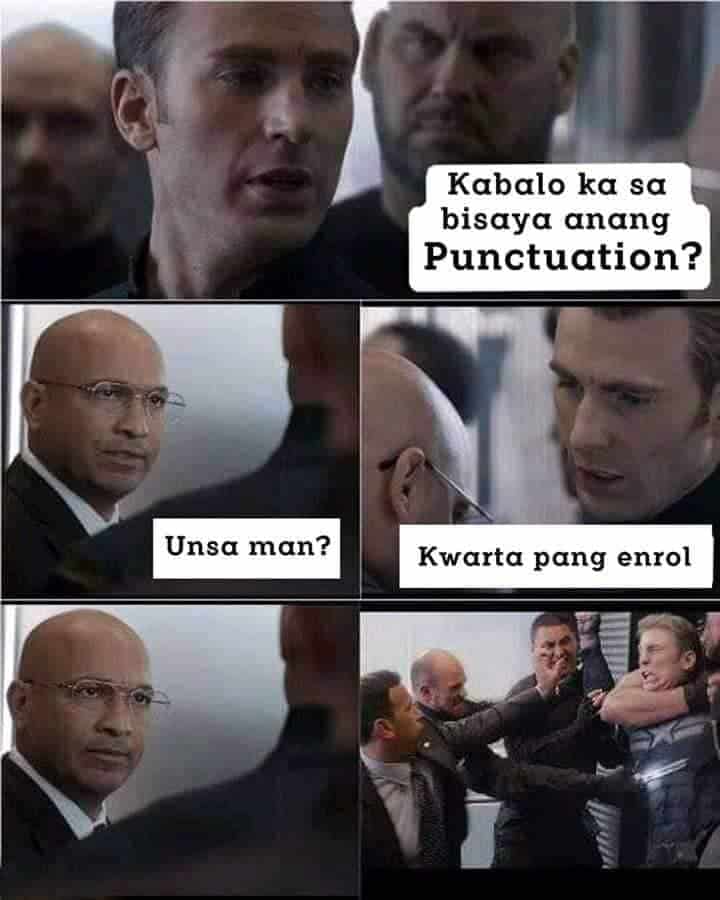 Kabalo ka sa
bisaya anang
Punctuation?
Unsa man?
Kwarta pang enrol